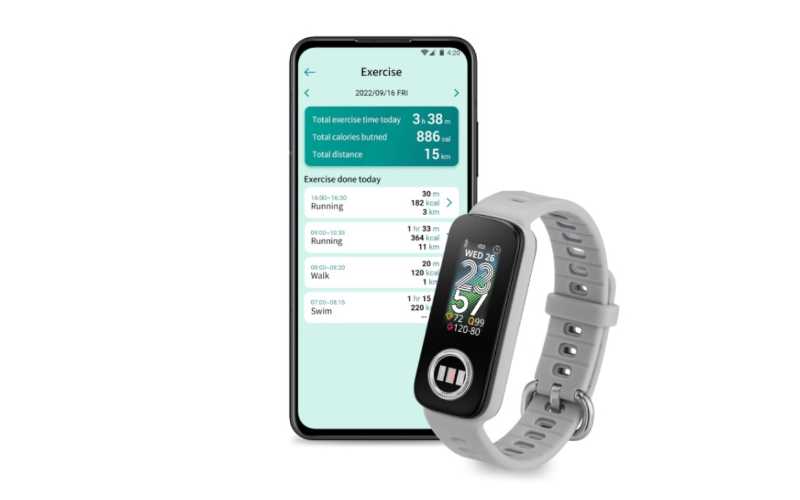 4:20
Exercise
2022/09/16 FRI
Total exercise time today 3 h 38 m
Total calories butned 886 cal
Total distance 15 km
Exercise done today
16:00~16:30
Running
30 m
182 kcal
3 km
09:00~10:33
Running
1 hr 33 m
364 kcal
11 km
09:00~09:20
Walk
20 m
120 kcal
1 km
07:00~08:15
Swim
1 hr 15
220
--
WED 26
23
57
72 99
120-80